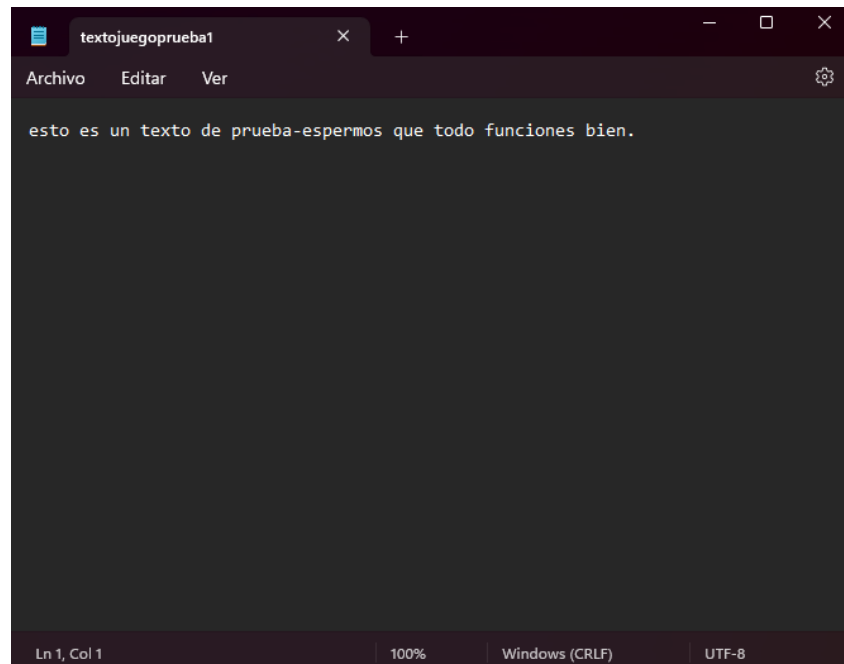 textojuegoprueba1
Archivo Editar Ver
esto es un texto de prueba-espermos que todo funciones bien.
Ln 1, Col 1 100% Windows (CRLF) UTF-8